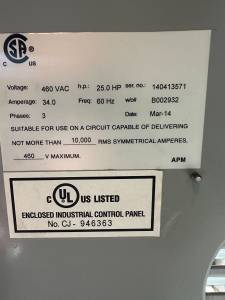 CSA
C US
Voltage: 460 VAC h.p.: 25.0 HP ser. no.: 140413571
Amperage: 34.0 Freq: 60 Hz wo# B002932
Phases: 3 Date: Mar-14
SUITABLE FOR USE ON A CIRCUIT CAPABLE OF DELIVERING
NOT MORE THAN 10,000 RMS SYMMETRICAL AMPERES,
460 V MAXIMUM. APM
C UL US LISTED
ENCLOSED INDUSTRIAL CONTROL PANEL
No. CJ - 946363